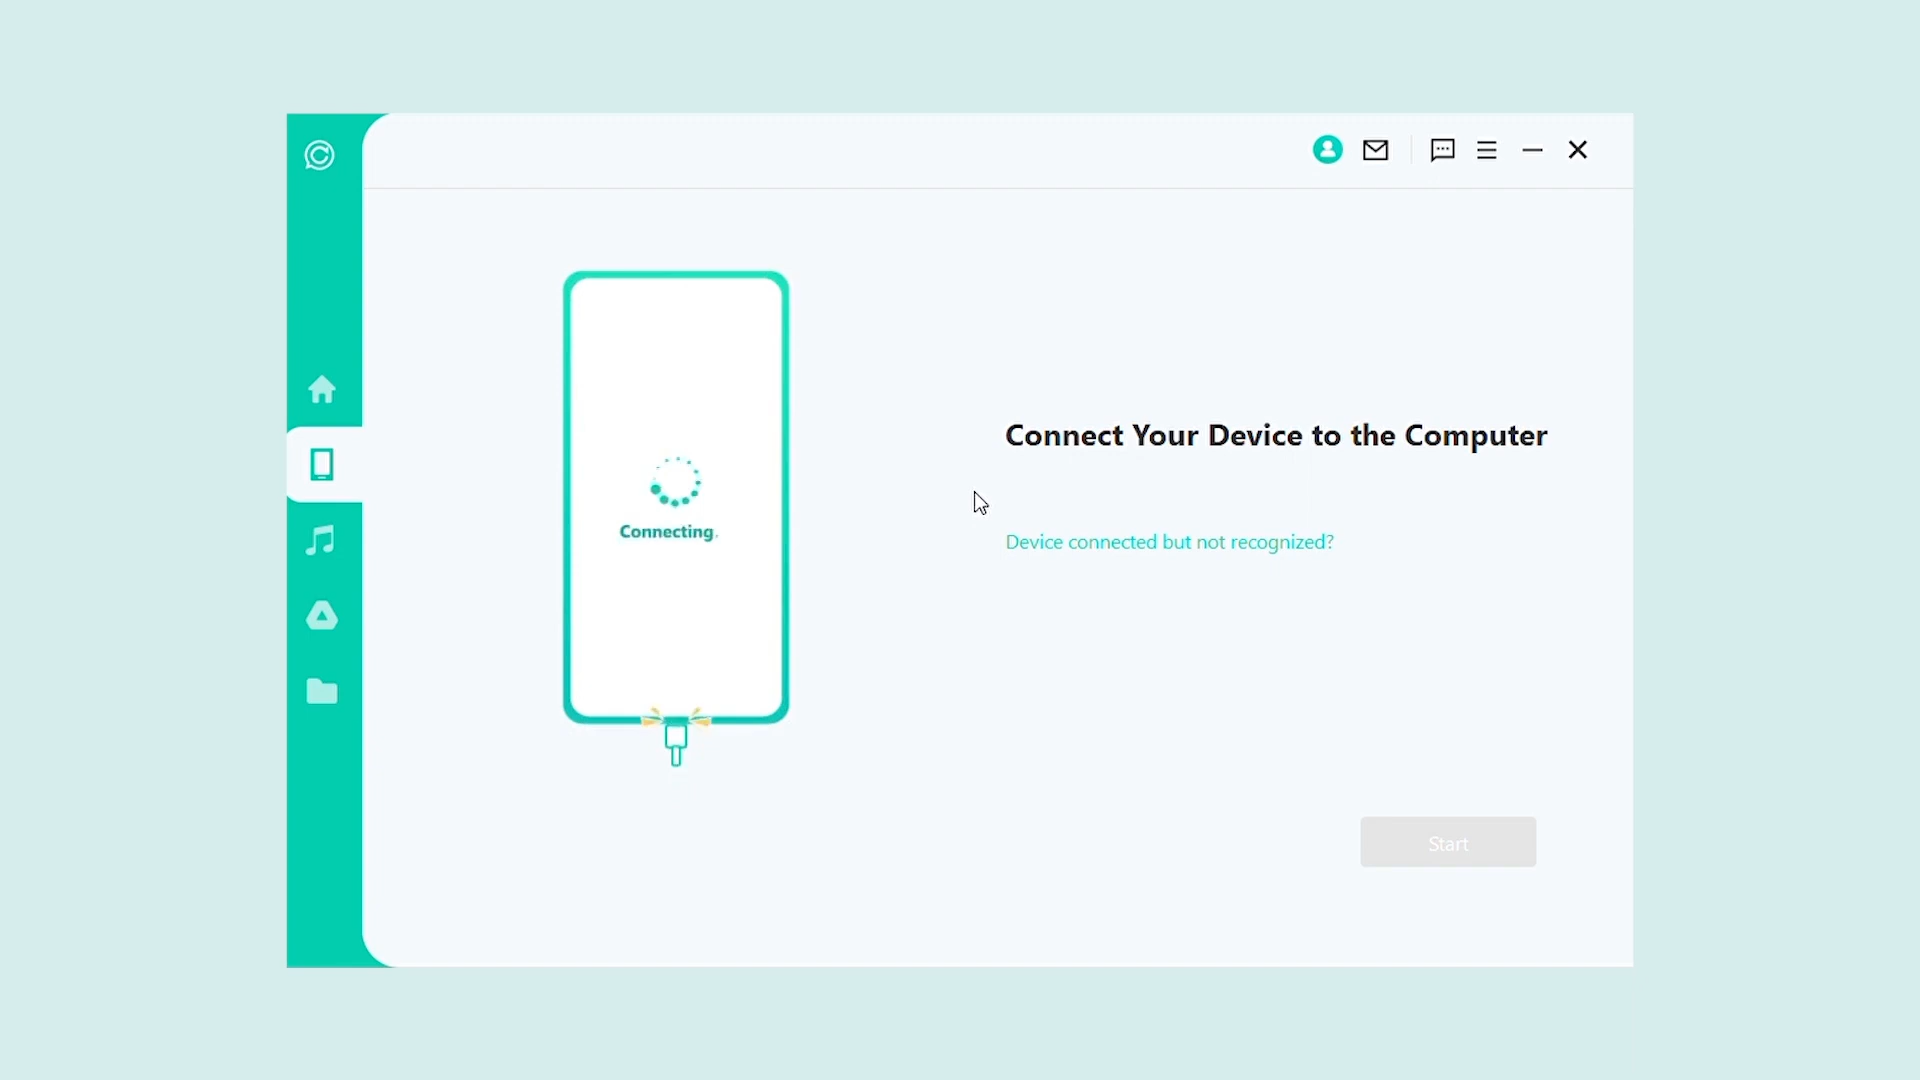 Connect Your Device to the Computer
Connecting.
Device connected but not recognized?
Start